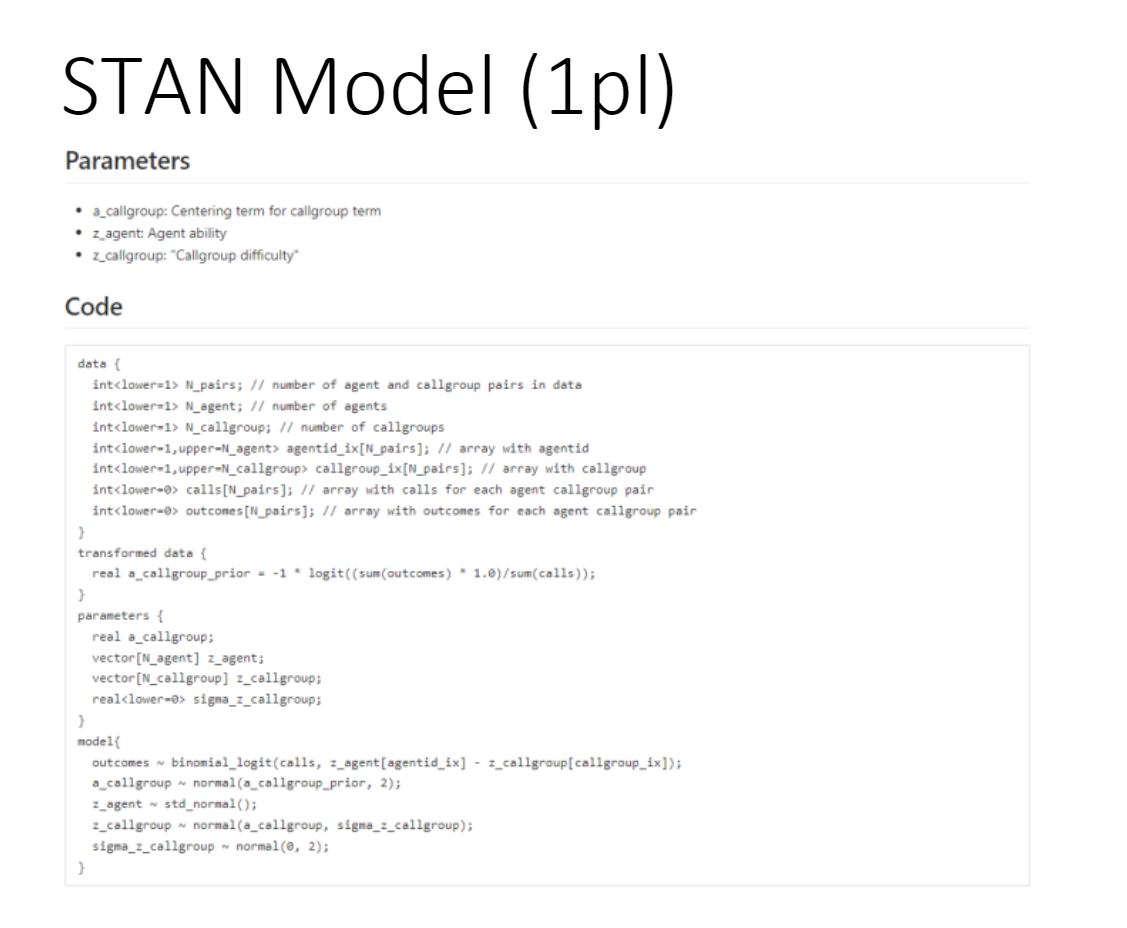 STAN Model (1pl)
Parameters
• a_callgroup: Centering term for callgroup term
• z_agent: Agent ability
• z_callgroup: "Callgroup difficulty"
Code
data {
  int<lower=1> N_pairs; // number of agent and callgroup pairs in data
  int<lower=1> N_agent; // number of agents
  int<lower=1> N_callgroup; // number of callgroups
  int<lower=1,upper=N_agent> agentid_ix[N_pairs]; // array with agentid
  int<lower=1,upper=N_callgroup> callgroup_ix[N_pairs]; // array with callgroup
  int<lower=0> calls[N_pairs]; // array with calls for each agent callgroup pair
  int<lower=0> outcomes[N_pairs]; // array with outcomes for each agent callgroup pair
}
transformed data {
  real a_callgroup_prior = -1 * logit((sum(outcomes) * 1.0)/sum(calls));
}
parameters {
  real a_callgroup;
  vector[N_agent] z_agent;
  vector[N_callgroup] z_callgroup;
  real<lower=0> sigma_z_callgroup;
}
model{
  outcomes ~ binomial_logit(calls, z_agent[agentid_ix] - z_callgroup[callgroup_ix]);
  a_callgroup ~ normal(a_callgroup_prior, 2);
  z_agent ~ std_normal();
  z_callgroup ~ normal(a_callgroup, sigma_z_callgroup);
  sigma_z_callgroup ~ normal(0, 2);
}